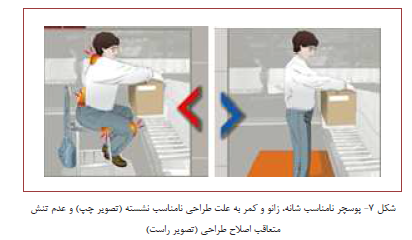 شکل ۷- پوسچر نامناسب شانه، زانو و کمر به علت طراحی نامناسب نشسته (تصویر چپ) و عدم تنش
متعاقب اصلاح طراحی (تصویر راست)